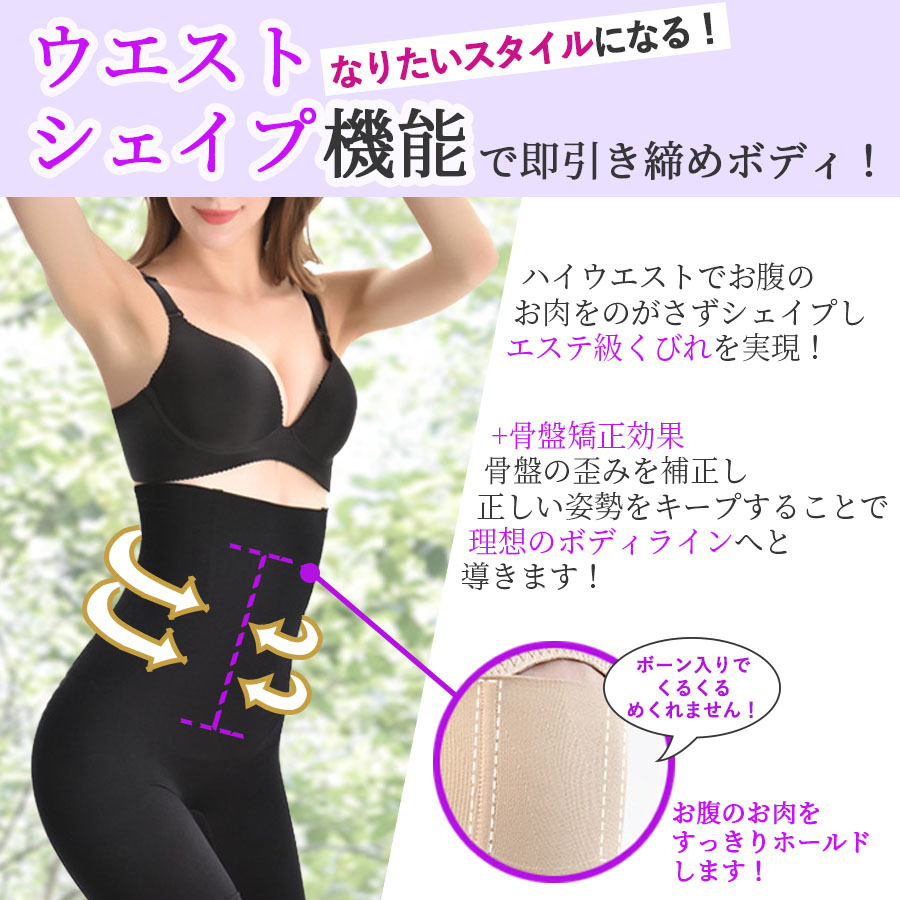 ウエスト
なりたいスタイルになる！
シェイプ機能で即引き締めボディ！
ハイウエストでお腹の
お肉をのがさずシェイプし
エステ級くびれを実現！
+骨盤矯正効果
骨盤の歪みを補正し
正しい姿勢をキープすることで
理想のボディラインへと
導きます！
ボーン入りで
くるくる
めくれません！
お腹のお肉を
すっきりホールド
します！